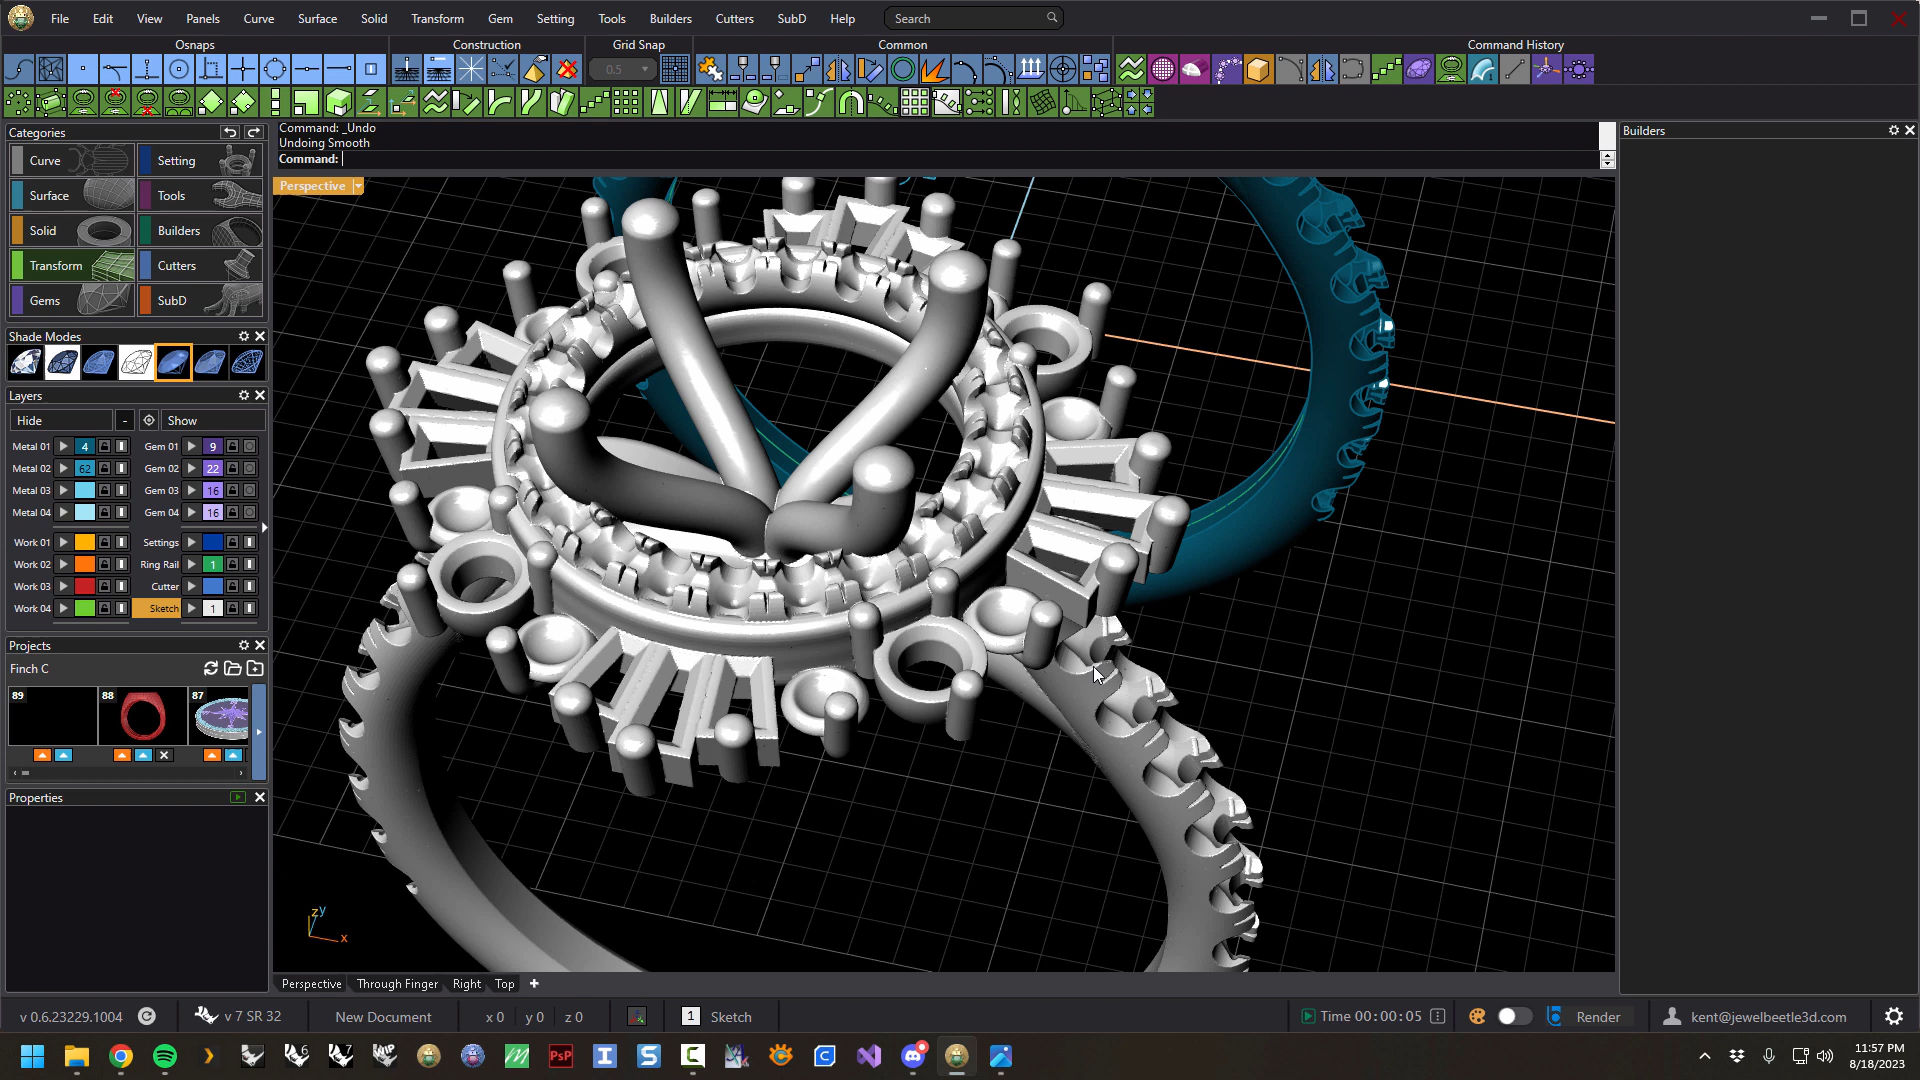 File Edit View Panels Curve Surface Solid Transform Gem Setting Tools Builders Cutters SubD Help Search
Osnaps Construction Grid Snap Common Command History
0.5
Categories
Curve Setting
Surface Tools
Solid Builders
Transform Cutters
Gems SubD
Shade Modes
Layers
Hide - Show
Metal 01 4 Gem 01 9
Metal 02 62 Gem 02 22
Metal 03 Gem 03 16
Metal 04 Gem 04 16
Work 01 Settings
Work 02 Ring Rail 1
Work 03 Cutter
Work 04 Sketch 1
Projects
Finch C
89 88 87
Properties
Command: _Undo
Undoing Smooth
Command:
Perspective
z y
x
Perspective Through Finger Right Top +
Builders
v 0.6.23229.1004 v 7 SR 32 New Document x 0 y 0 z 0 1 Sketch Time 00:00:05 Render kent@jewelbeetle3d.com
6 7 WIP PsP I S C C
11:57 PM
8/18/2023